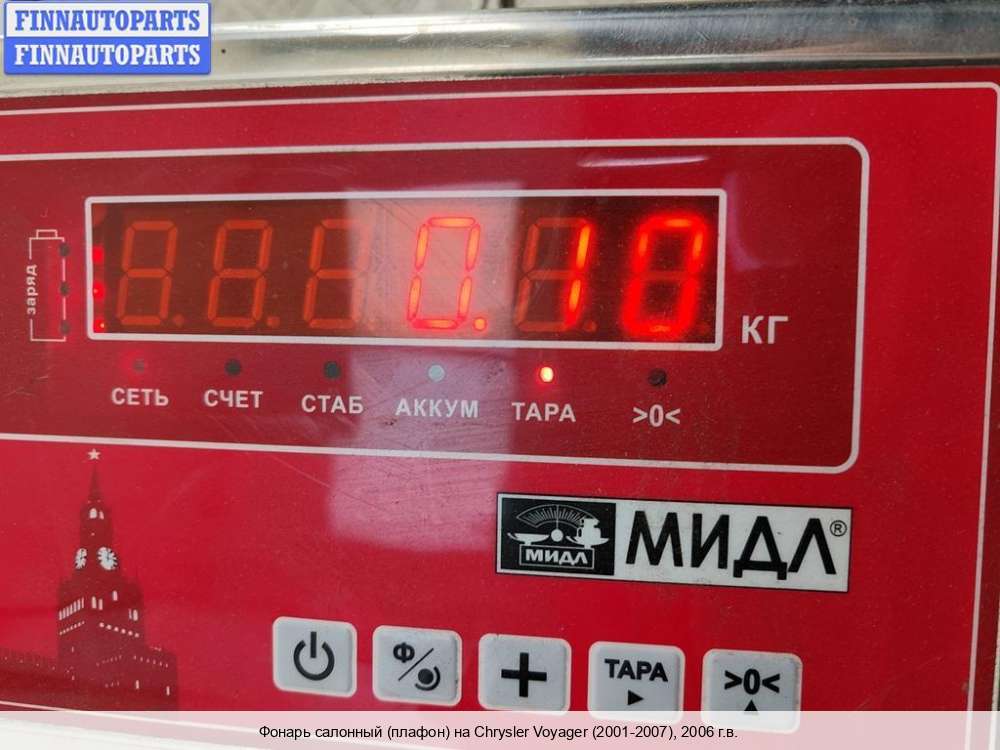 FINNAUTOPARTS
FINNAUTOPARTS
заряд
0.10
КГ
СЕТЬ СЧЕТ СТАБ АККУМ ТАРА >0<
МИДЛ МИДЛ®
Ф
ТАРА >0<
Фонарь салонный (плафон) на Chrysler Voyager (2001-2007), 2006 г.в.